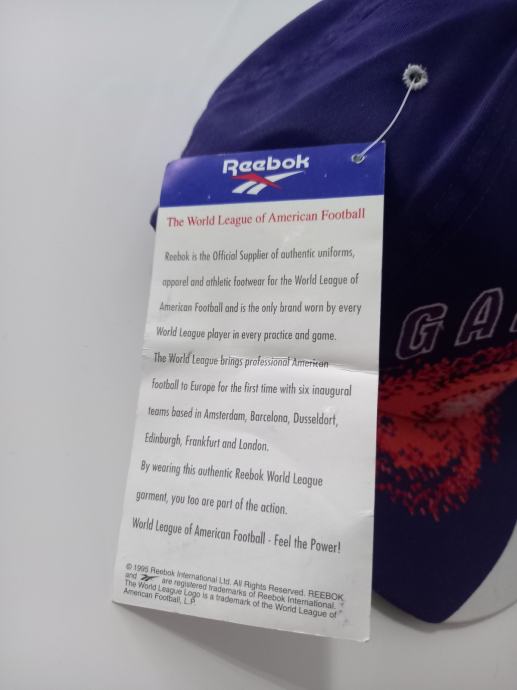 Reebok
The World League of American Football
Reebok is the Official Supplier of authentic uniforms,
apparel and athletic footwear for the World League of
American Football and is the only brand worn by every
World League player in every practice and game.
The World League brings professional American
football to Europe for the first time with six inaugural
teams based in Amsterdam, Barcelona, Dusseldorf,
Edinburgh, Frankfurt and London.
By wearing this authentic Reebok World League
garment, you too are part of the action.
World League of American Football - Feel the Power!
© 1995 Reebok International Ltd. All Rights Reserved. REEBOK
and are registered trademarks of Reebok International.
The World League Logo is a trademark of the World League of
American Football, L.P.
GA